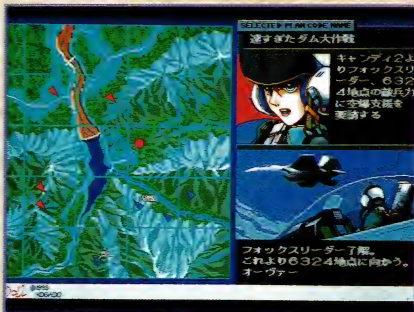 SELECTED PLAN CODE NAME
遠すぎたダム大作戦
キャンディ2よ
りフォックスリ
ーダー、632
4地点の敵兵力
に空爆支援を
要請する
フォックスリーダー了解。
これより6324地点に向かう。
オーヴァー
©1995
KOGADO